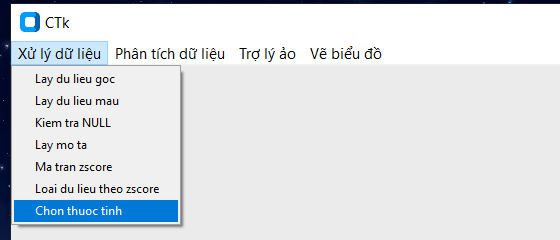 CTk
Xử lý dữ liệu Phân tích dữ liệu Trợ lý ảo Vẽ biểu đồ
Lay du lieu goc
Lay du lieu mau
Kiem tra NULL
Lay mo ta
Ma tran zscore
Loai du lieu theo zscore
Chon thuoc tinh